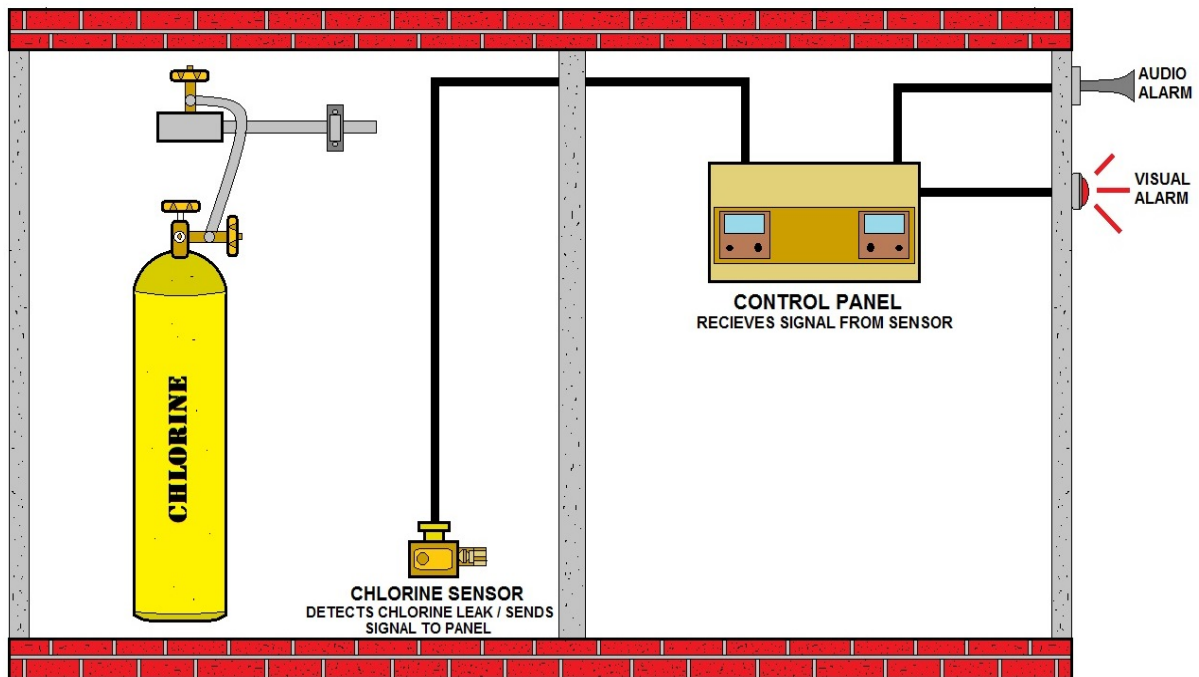 AUDIO
ALARM
VISUAL
ALARM
CONTROL PANEL
RECIEVES SIGNAL FROM SENSOR
CHLORINE
CHLORINE SENSOR
DETECTS CHLORINE LEAK / SENDS
SIGNAL TO PANEL